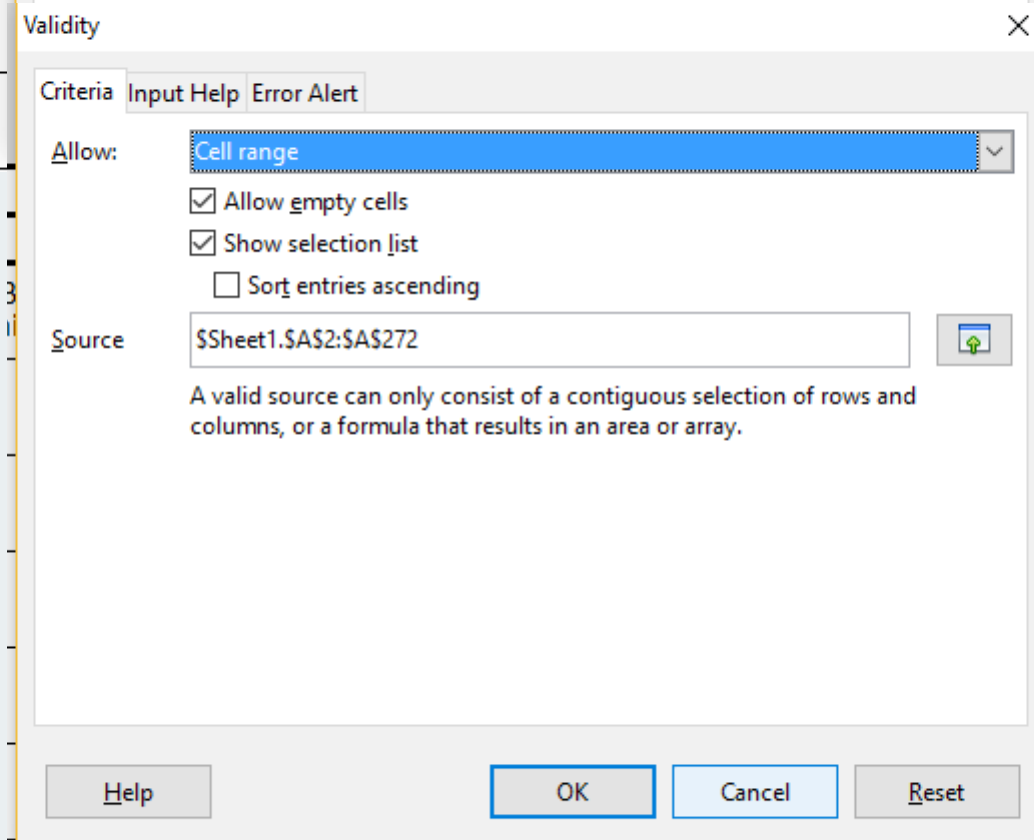 Validity
Criteria Input Help Error Alert
Allow: Cell range
Allow empty cells
Show selection list
Sort entries ascending
Source $Sheet1.$A$2:$A$272
A valid source can only consist of a contiguous selection of rows and
columns, or a formula that results in an area or array.
Help OK Cancel Reset